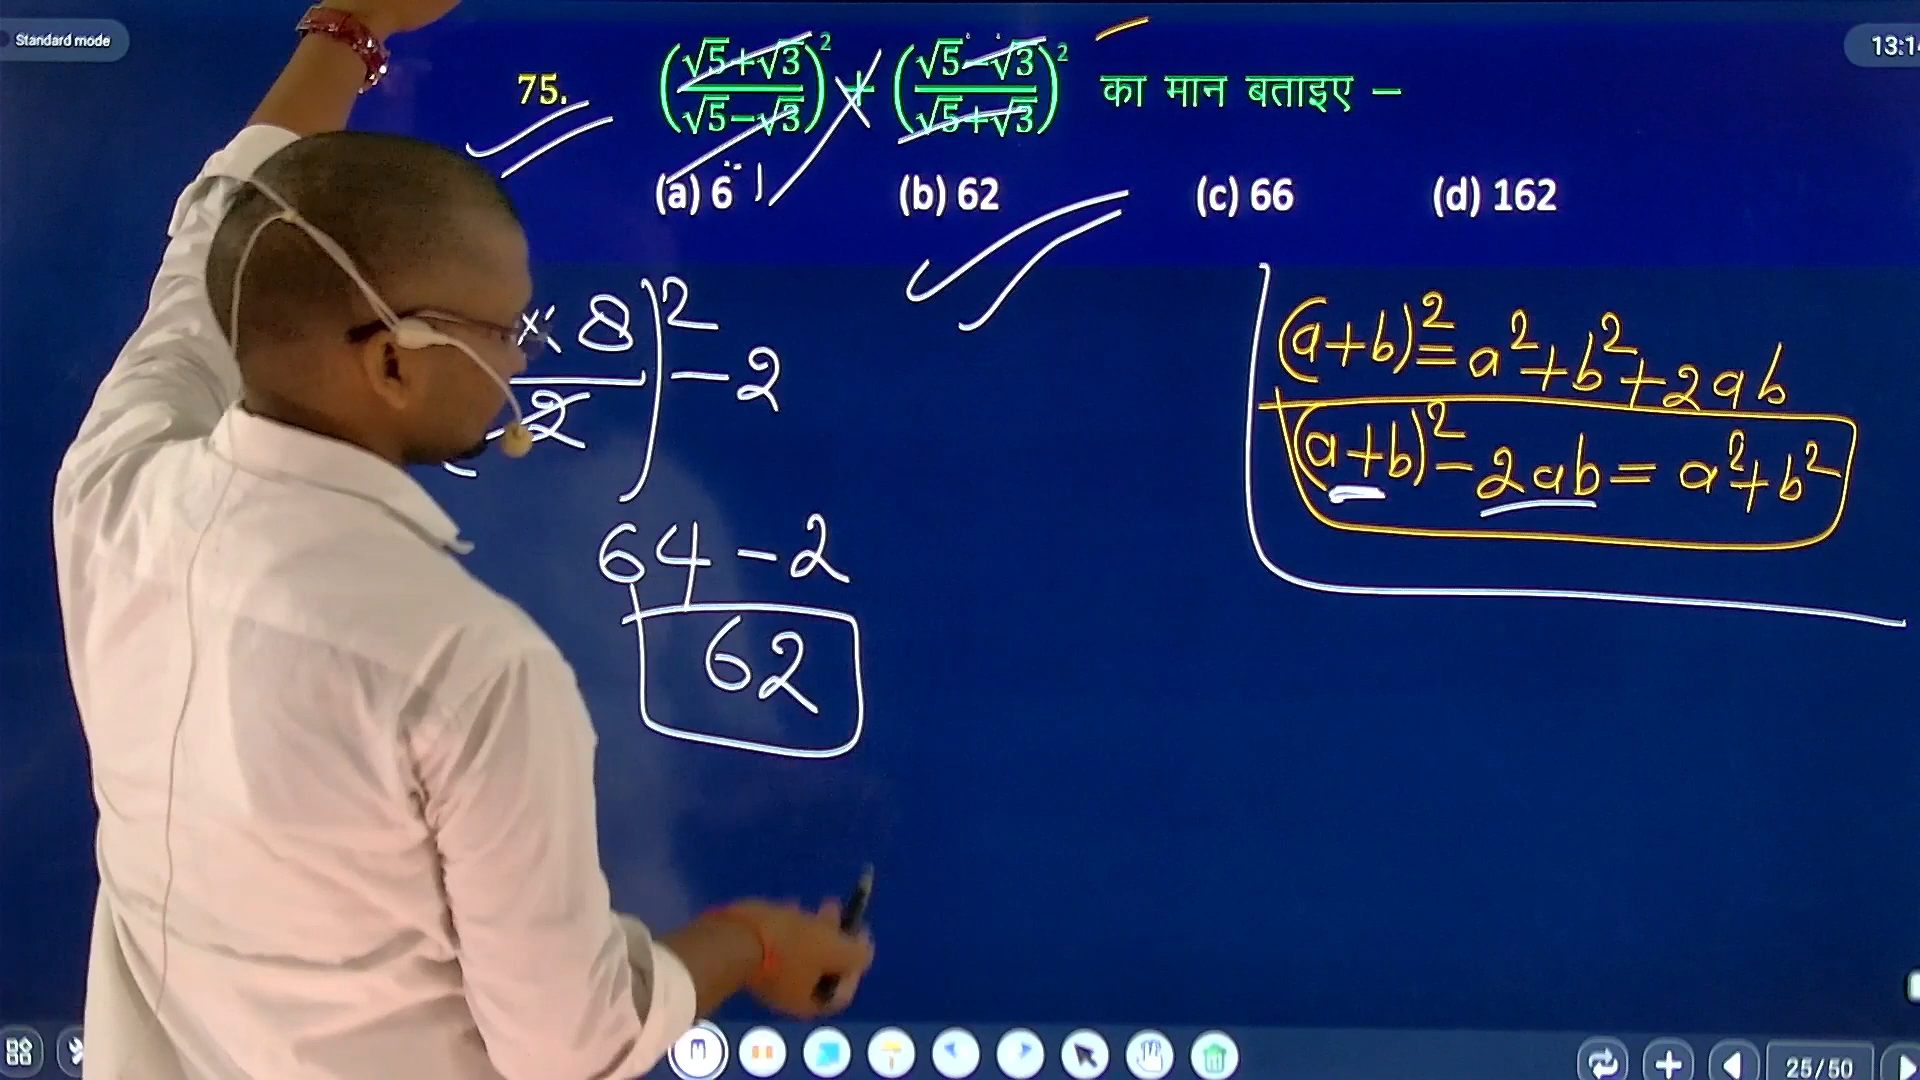 Standard mode
13:1
75. (√5+√3/√5−√3)² + (√5−√3/√5+√3)² का मान बताइए −
(a) 6 (b) 62 (c) 66 (d) 162
× 8)² − 2
2
64 − 2
62
(a+b)² = a²+b²+2ab
(a+b)² − 2ab = a²+b²
25/50